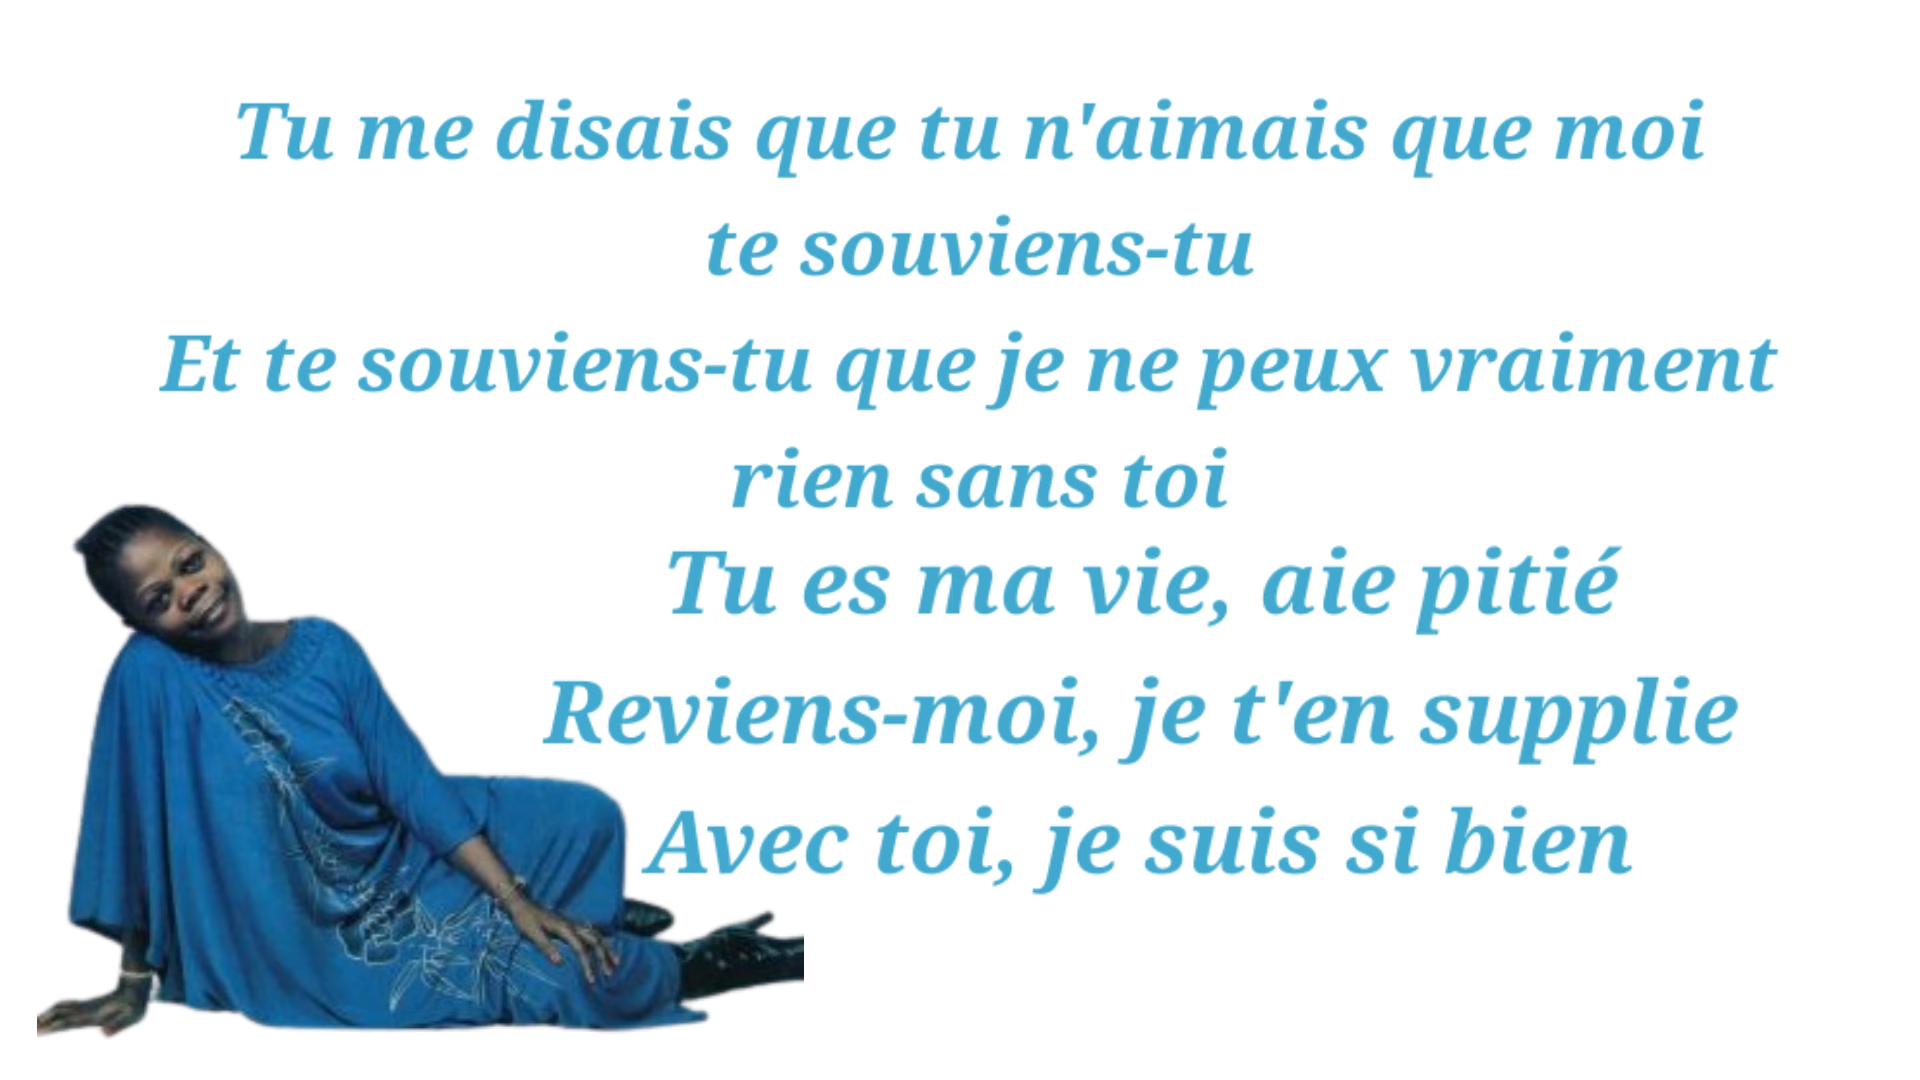 Tu me disais que tu n'aimais que moi
te souviens-tu
Et te souviens-tu que je ne peux vraiment
rien sans toi
Tu es ma vie, aie pitié
Reviens-moi, je t'en supplie
Avec toi, je suis si bien